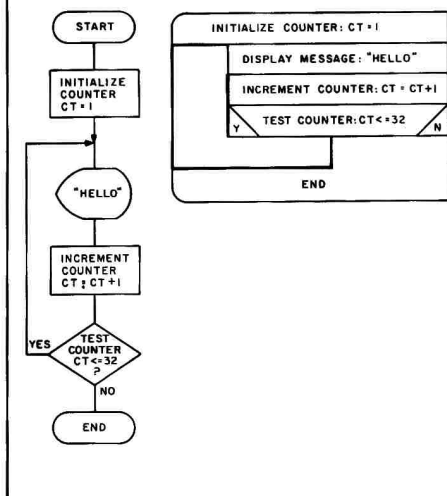 START
INITIALIZE
COUNTER
CT=1
"HELLO"
INCREMENT
COUNTER
CT=CT+1
YES
TEST
COUNTER
CT<=32
?
NO
END
INITIALIZE COUNTER: CT=1
DISPLAY MESSAGE: "HELLO"
INCREMENT COUNTER: CT=CT+1
Y TEST COUNTER: CT<=32 N
END